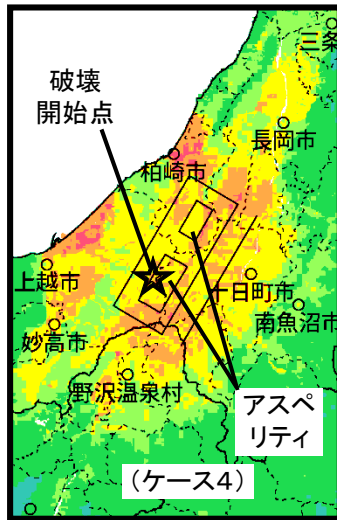 三条
破壊
開始点
長岡市
柏崎市
上越市
十日町市
南魚沼市
妙高市
野沢温泉村
アスペ
リティ
（ケース４）